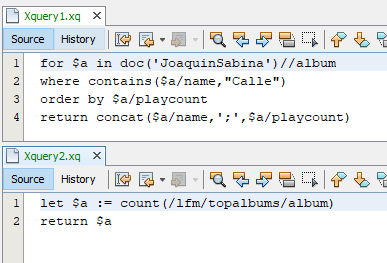 Xquery1.xq
Source History
1 for $a in doc('JoaquinSabina')//album
2 where contains($a/name,"Calle")
3 order by $a/playcount
4 return concat($a/name,';',$a/playcount)
Xquery2.xq
Source History
1 let $a := count(/lfm/topalbums/album)
2 return $a